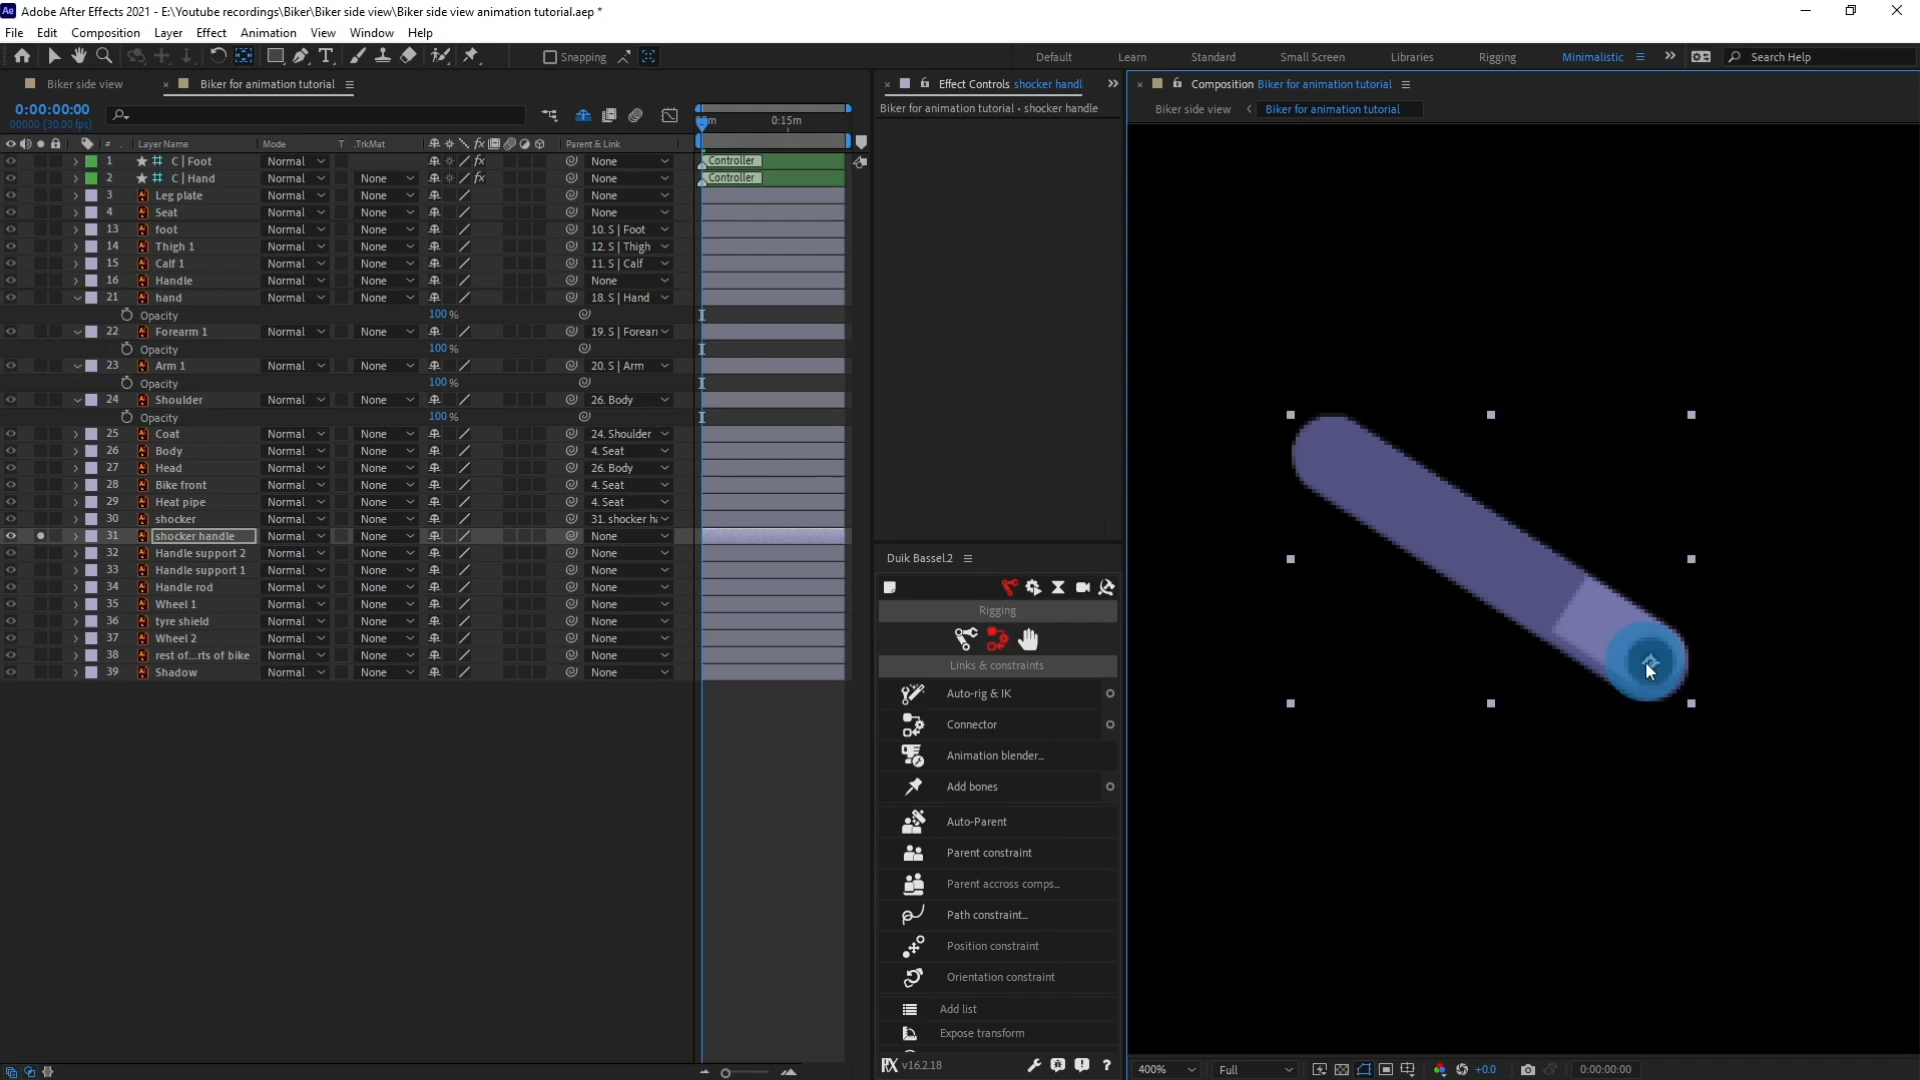 Ae Adobe After Effects 2021 - E:\Youtube recordings\Biker\Biker side view\Biker side view animation tutorial.aep *
File Edit Composition Layer Effect Animation View Window Help
Snapping Default Learn Standard Small Screen Libraries Rigging Minimalistic Search Help
Biker side view Biker for animation tutorial
Effect Controls shocker handl
Composition Biker for animation tutorial
0:00:00:00
00000 (30.00 fps)
0:15m
Biker for animation tutorial • shocker handle
Biker side view Biker for animation tutorial
# Layer Name Mode T .TrkMat Parent & Link
1 C | Foot Normal None Controller
2 C | Hand Normal None None Controller
3 Leg plate Normal None None
4 Seat Normal None None
13 foot Normal None 10. S | Foot
14 Thigh 1 Normal None 12. S | Thigh
15 Calf 1 Normal None 11. S | Calf
16 Handle Normal None None
21 hand Normal None 18. S | Hand
Opacity 100 %
22 Forearm 1 Normal None 19. S | Forear
Opacity 100 %
23 Arm 1 Normal None 20. S | Arm
Opacity 100 %
24 Shoulder Normal None 26. Body
Opacity 100 %
25 Coat Normal None 24. Shoulder
26 Body Normal None 4. Seat
27 Head Normal None 26. Body
28 Bike front Normal None 4. Seat
29 Heat pipe Normal None 4. Seat
30 shocker Normal None 31. shocker h
31 shocker handle Normal None None
32 Handle support 2 Normal None None
33 Handle support 1 Normal None None
34 Handle rod Normal None None
35 Wheel 1 Normal None None
36 tyre shield Normal None None
37 Wheel 2 Normal None None
38 rest of...rts of bike Normal None None
39 Shadow Normal None None
Duik Bassel.2
Rigging
Links & constraints
Auto-rig & IK
Connector
Animation blender...
Add bones
Auto-Parent
Parent constraint
Parent accross comps...
Path constraint...
Position constraint
Orientation constraint
Add list
Expose transform
v16.2.18 ?
400% Full +0.0 0:00:00:00